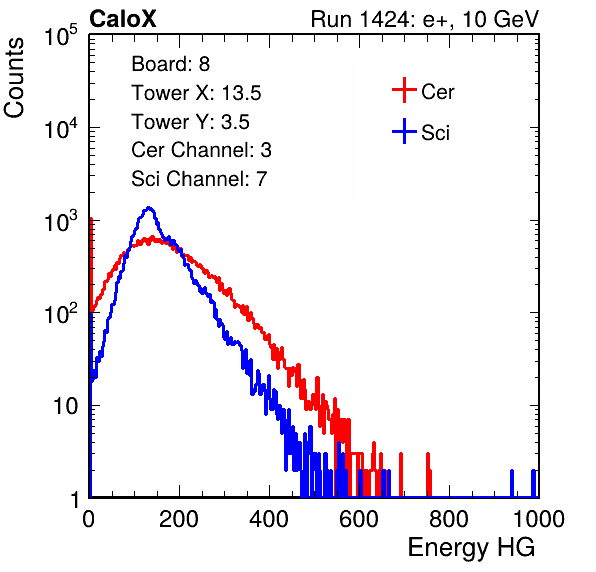 CaloX Run 1424: e+, 10 GeV
Counts
Board: 8
Tower X: 13.5
Tower Y: 3.5
Cer Channel: 3
Sci Channel: 7
Cer
Sci
10^5
10^4
10^3
10^2
10
1
0 200 400 600 800 1000
Energy HG